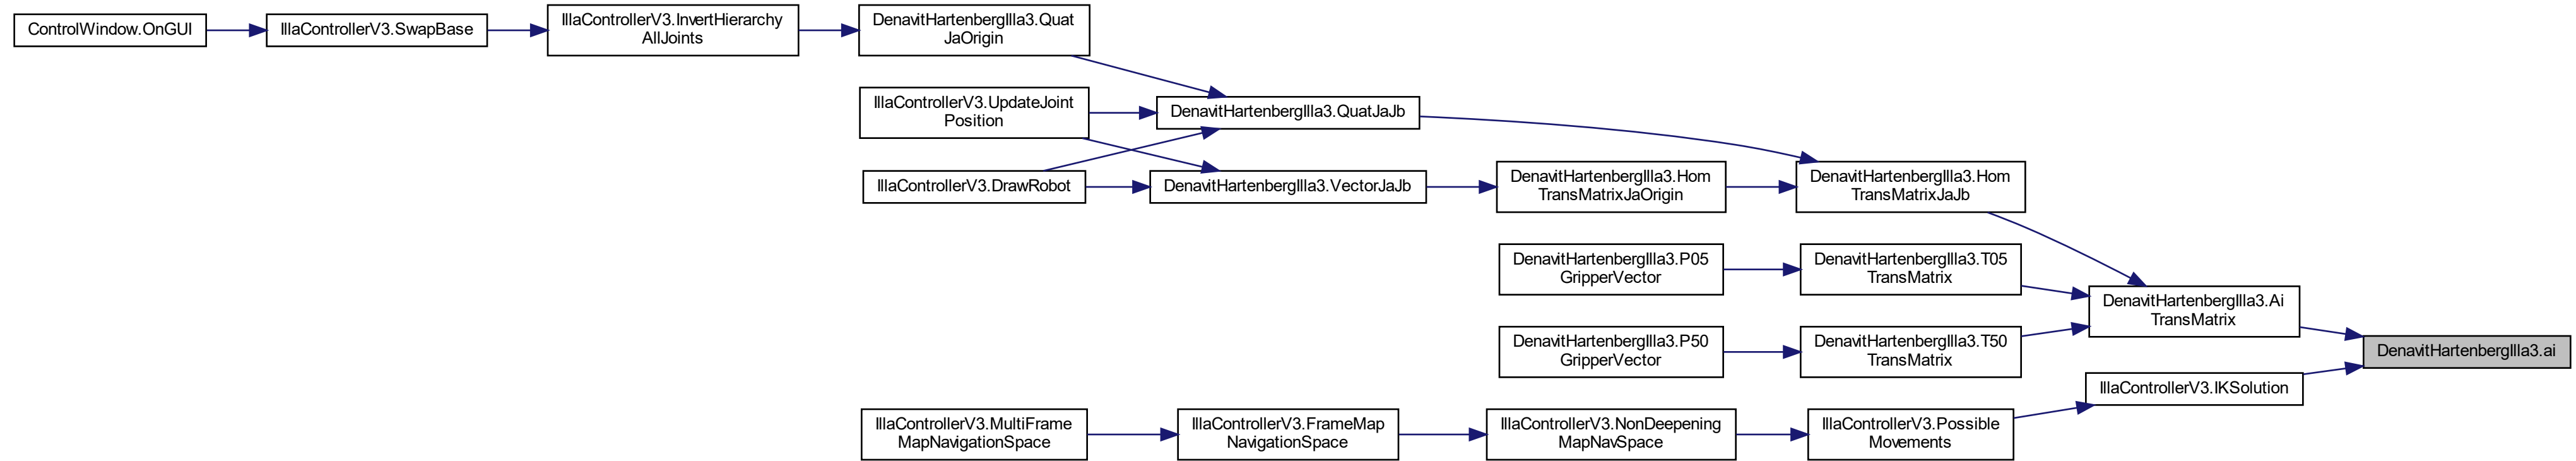 ControlWindow.OnGUI
IllaControllerV3.SwapBase
IllaControllerV3.InvertHierarchy
AllJoints
DenavitHartenbergIlla3.Quat
JaOrigin
IllaControllerV3.UpdateJoint
Position
DenavitHartenbergIlla3.QuatJaJb
IllaControllerV3.DrawRobot
DenavitHartenbergIlla3.VectorJaJb
DenavitHartenbergIlla3.Hom
TransMatrixJaOrigin
DenavitHartenbergIlla3.Hom
TransMatrixJaJb
DenavitHartenbergIlla3.P05
GripperVector
DenavitHartenbergIlla3.T05
TransMatrix
DenavitHartenbergIlla3.Ai
TransMatrix
DenavitHartenbergIlla3.P50
GripperVector
DenavitHartenbergIlla3.T50
TransMatrix
DenavitHartenbergIlla3.ai
IllaControllerV3.IKSolution
IllaControllerV3.MultiFrame
MapNavigationSpace
IllaControllerV3.FrameMap
NavigationSpace
IllaControllerV3.NonDeepening
MapNavSpace
IllaControllerV3.Possible
Movements